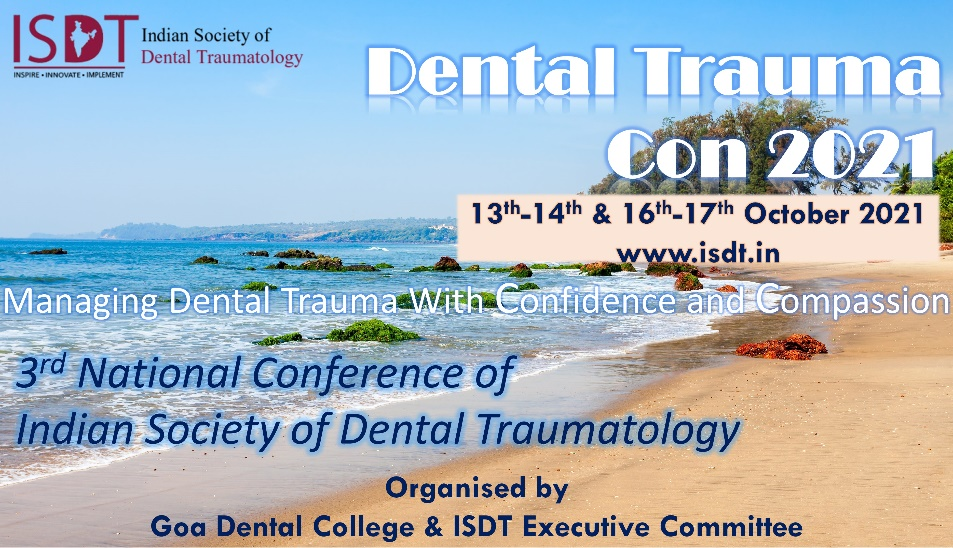 ISDT
INSPIRE • INNOVATE • IMPLEMENT
Indian Society of
Dental Traumatology
Dental Trauma
Con 2021
13th-14th & 16th-17th October 2021
www.isdt.in
Managing Dental Trauma With Confidence and Compassion
3rd National Conference of
Indian Society of Dental Traumatology
Organised by
Goa Dental College & ISDT Executive Committee